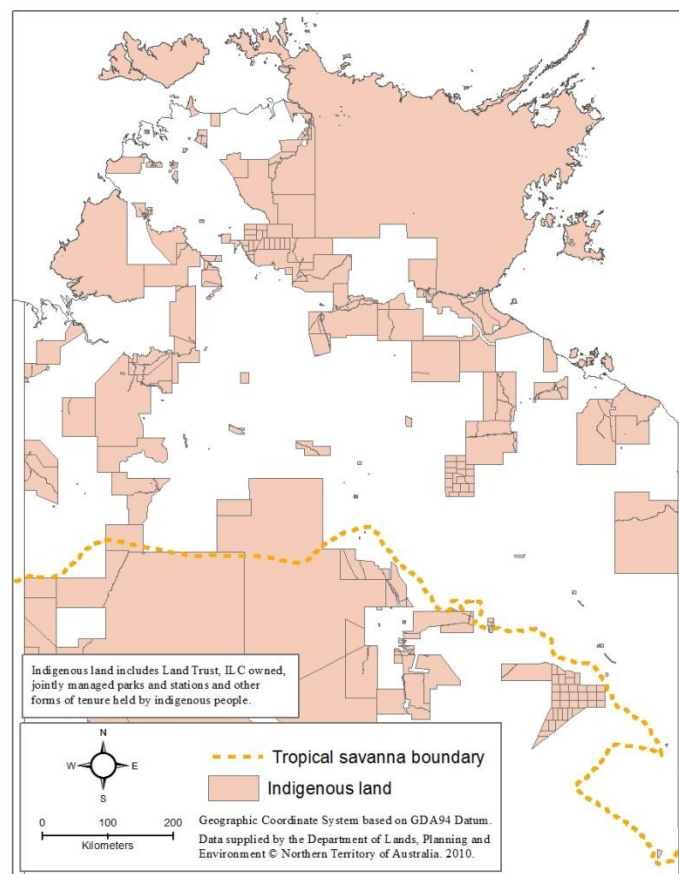 Indigenous land includes Land Trust, ILC owned,
jointly managed parks and stations and other
forms of tenure held by indigenous people.
N
W E
S
0 100 200
Kilometers
Tropical savanna boundary
Indigenous land
Geographic Coordinate System based on GDA94 Datum.
Data supplied by the Department of Lands, Planning and
Environment © Northern Territory of Australia. 2010.